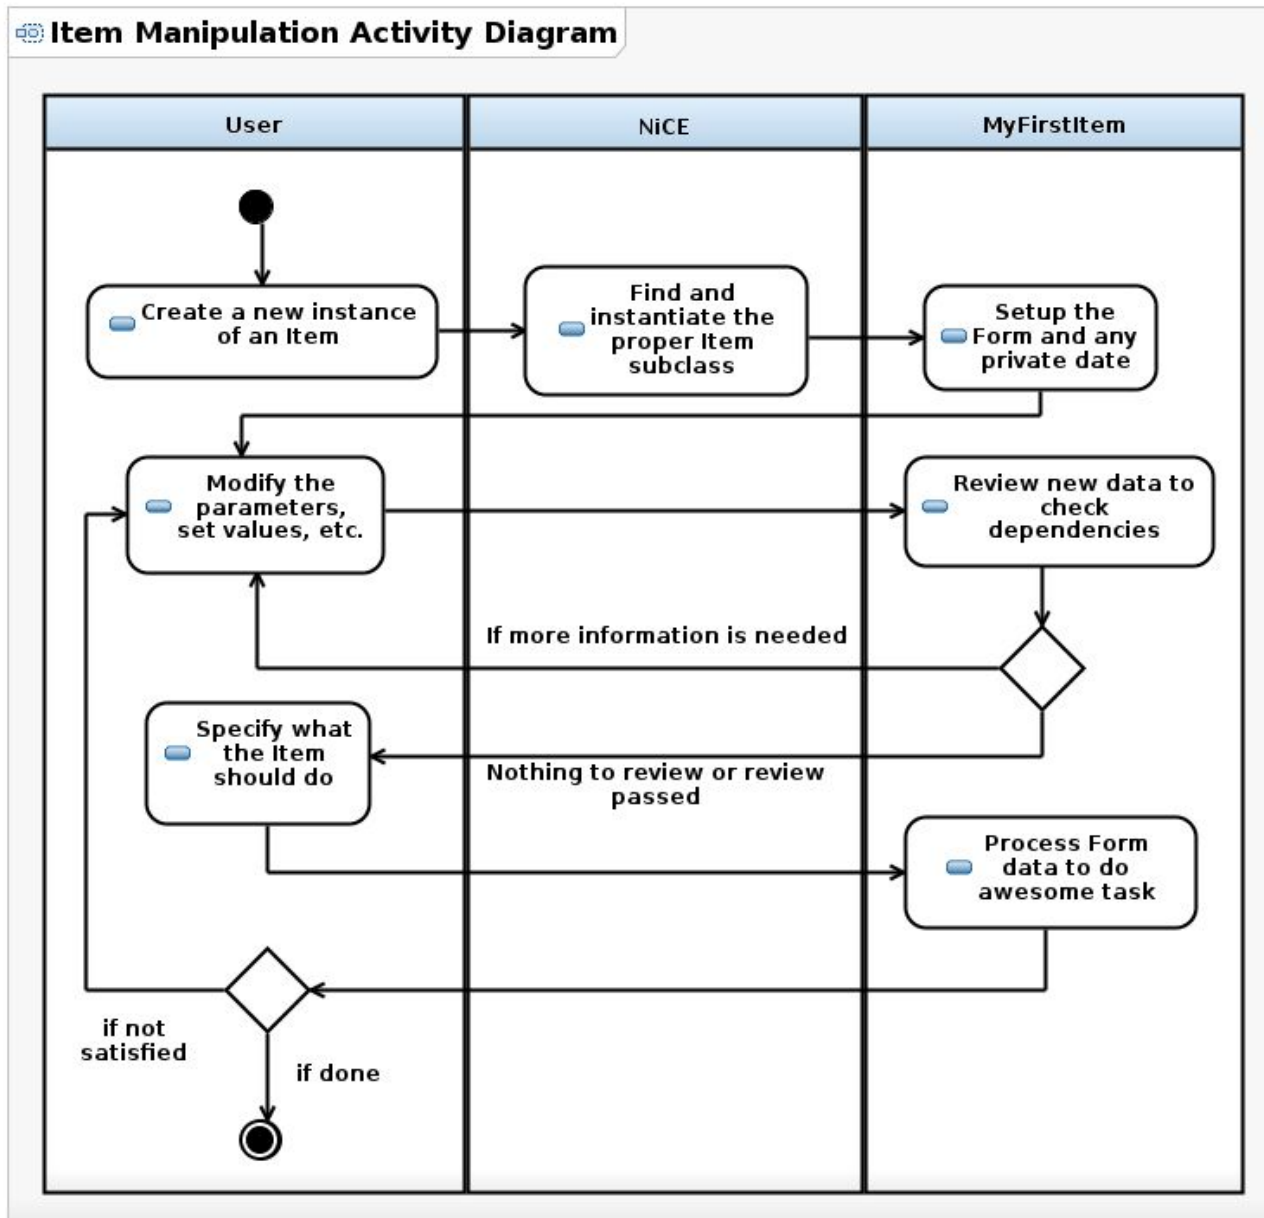 Item Manipulation Activity Diagram
User
NiCE
MyFirstItem
Create a new instance
of an Item
Find and
instantiate the
proper Item
subclass
Setup the
Form and any
private date
Modify the
parameters,
set values, etc.
Review new data to
check
dependencies
If more information is needed
Specify what
the Item
should do
Nothing to review or review
passed
Process Form
data to do
awesome task
if not
satisfied
if done